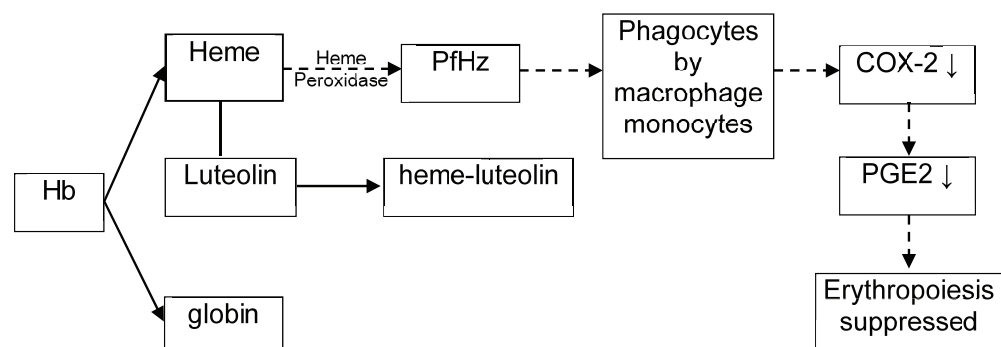 Heme
Heme
Peroxidase
PfHz
Phagocytes
by
macrophage
monocytes
COX-2 ↓
Luteolin
heme-luteolin
PGE2 ↓
Hb
globin
Erythropoiesis
suppressed